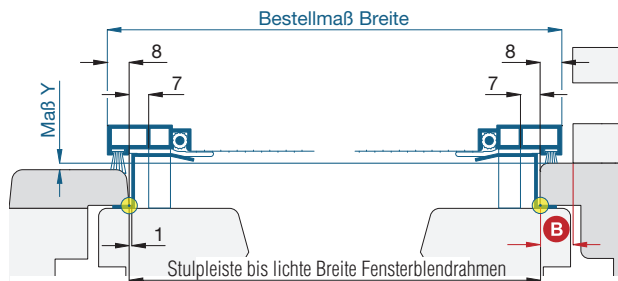 Bestellmaß Breite
8
8
7
7
Maß Y
B
1
Stulpleiste bis lichte Breite Fensterblendrahmen